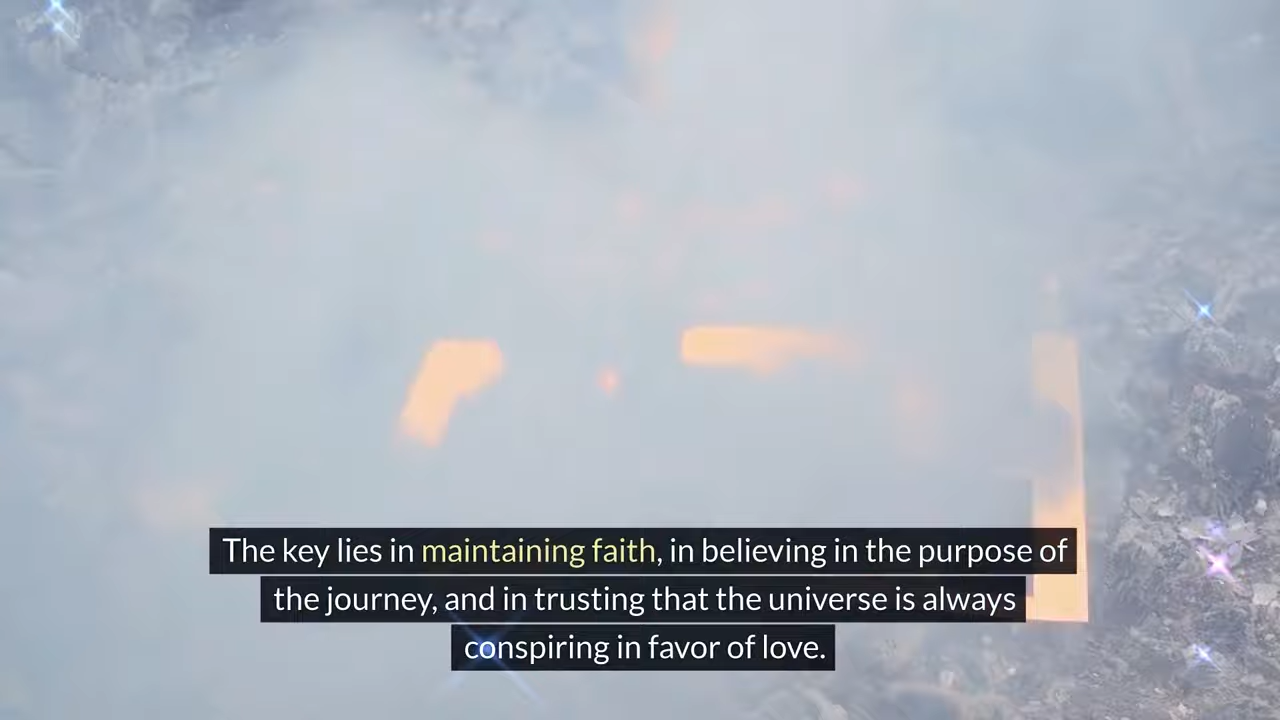 The key lies in maintaining faith, in believing in the purpose of
the journey, and in trusting that the universe is always
conspiring in favor of love.